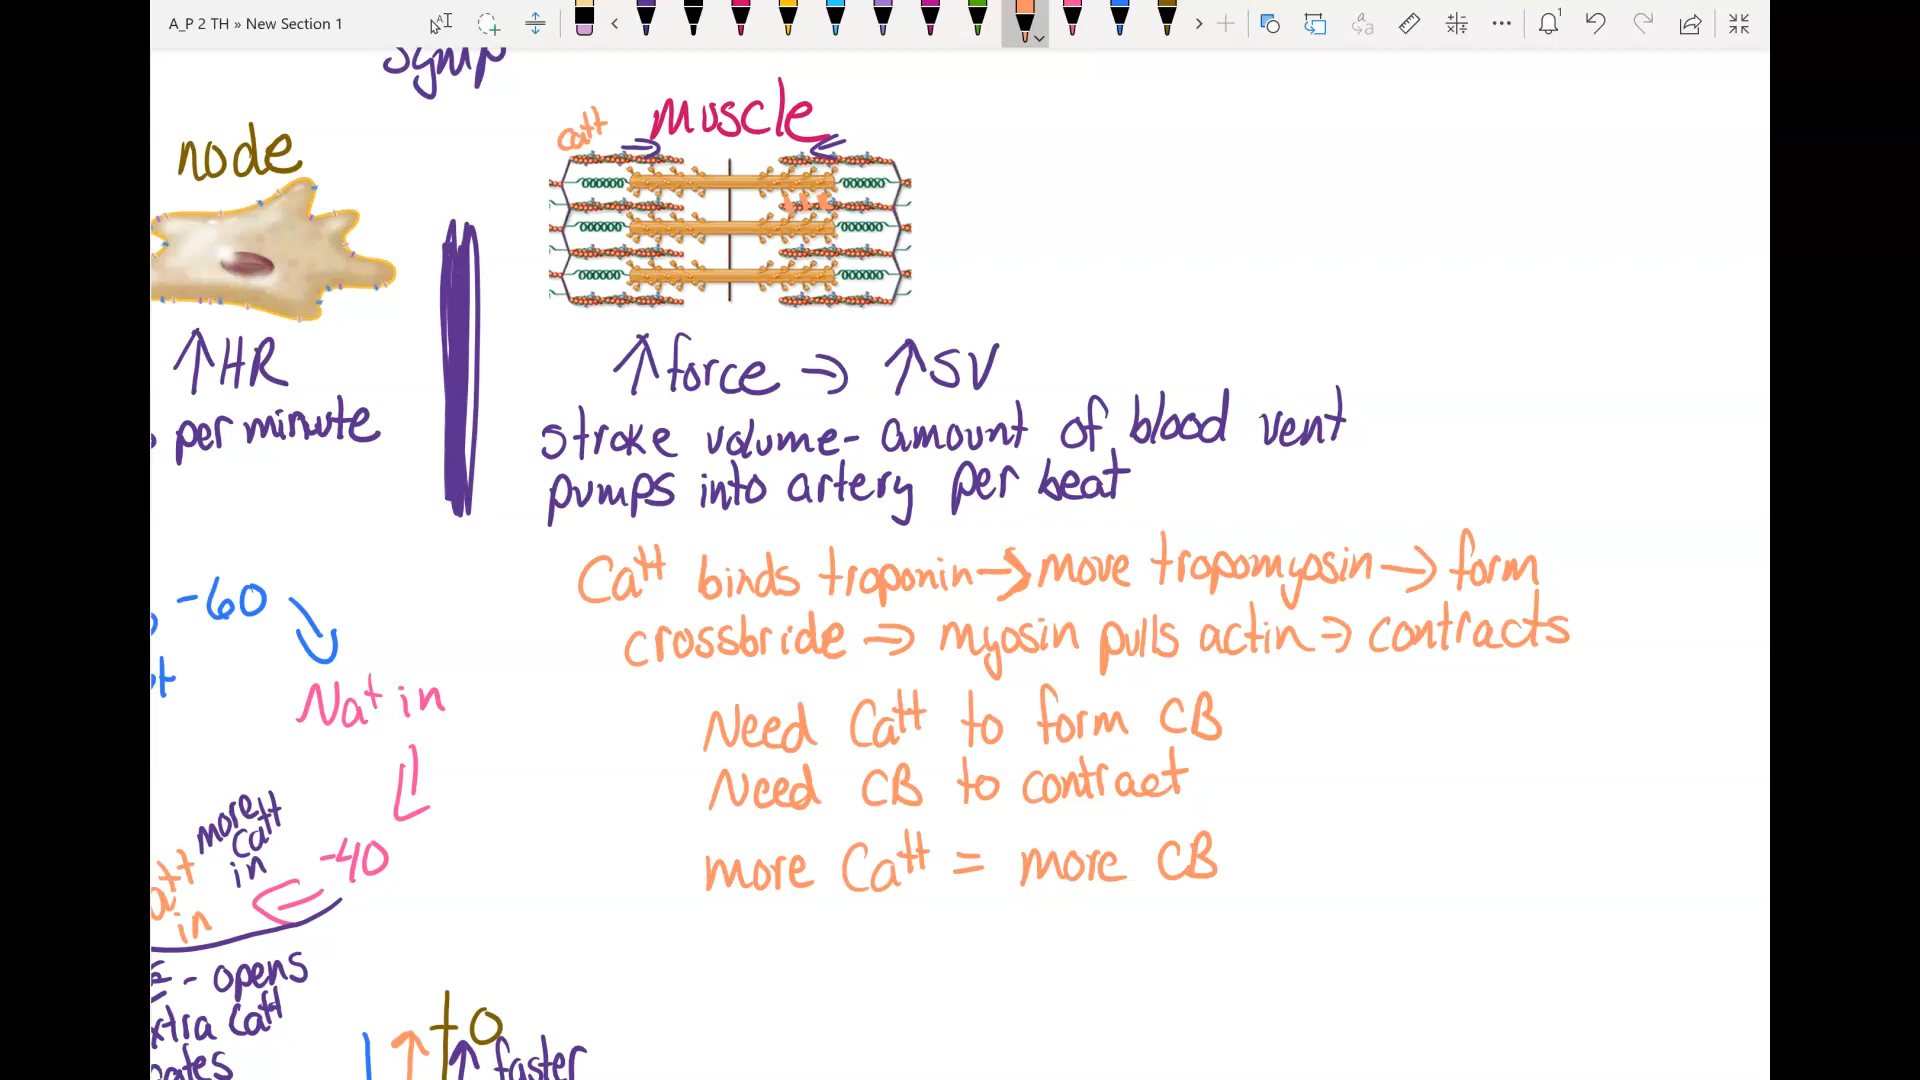 A_P 2 TH » New Section 1
symp
node
Ca++
muscle
↑HR
per minute
↑force → ↑SV
stroke volume- amount of blood vent
pumps into artery per beat
Ca++ binds troponin → move tropomyosin → form
crossbride → myosin pulls actin → contracts
-60
Na+ in
Need Ca++ to form CB
Need CB to contract
more Ca++ = more CB
more
Ca++
in
-40
in
- opens
xtra Ca++
ates
+0
faster